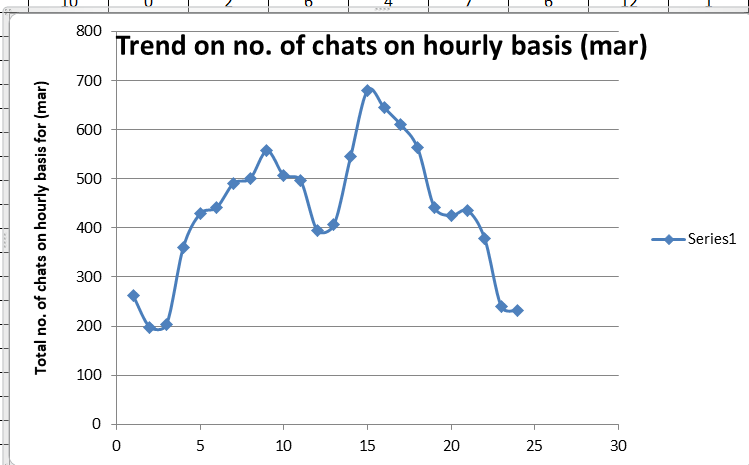 Trend on no. of chats on hourly basis (mar)
Total no. of chats on hourly basis for (mar)
800
700
600
500
400
300
200
100
0
0 5 10 15 20 25 30
Series1